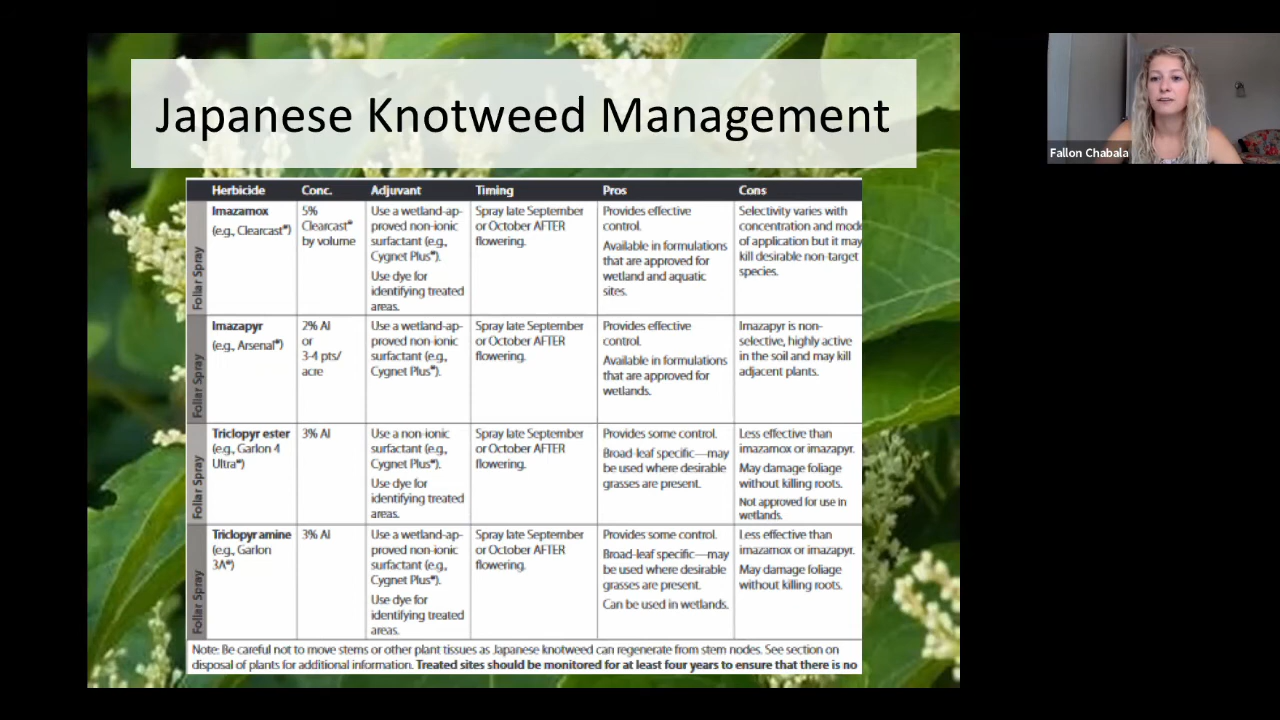 Japanese Knotweed Management
Fallon Chabala
Herbicide Conc. Adjuvant Timing Pros Cons
Foliar Spray
Imazamox
(e.g., Clearcast®)
5%
Clearcast®
by volume
Use a wetland-ap-
proved non-ionic
surfactant (e.g.,
Cygnet Plus®).
Use dye for
identifying treated
areas.
Spray late September
or October AFTER
flowering.
Provides effective
control.
Available in formulations
that are approved for
wetland and aquatic
sites.
Selectivity varies with
concentration and mode
of application but it may
kill desirable non-target
species.
Foliar Spray
Imazapyr
(e.g., Arsenal®)
2% AI
or
3-4 pts/
acre
Use a wetland-ap-
proved non-ionic
surfactant (e.g.,
Cygnet Plus®).
Spray late September
or October AFTER
flowering.
Provides effective
control.
Available in formulations
that are approved for
wetlands.
Imazapyr is non-
selective, highly active
in the soil and may kill
adjacent plants.
Foliar Spray
Triclopyr ester
(e.g., Garlon 4
Ultra®)
3% AI
Use a non-ionic
surfactant (e.g.,
Cygnet Plus®).
Use dye for
identifying treated
areas.
Spray late September
or October AFTER
flowering.
Provides some control.
Broad-leaf specific—may
be used where desirable
grasses are present.
Less effective than
imazamox or imazapyr.
May damage foliage
without killing roots.
Not approved for use in
wetlands.
Foliar Spray
Triclopyr amine
(e.g., Garlon
3A®)
3% AI
Use a wetland-ap-
proved non-ionic
surfactant (e.g.,
Cygnet Plus®).
Use dye for
identifying treated
areas.
Spray late September
or October AFTER
flowering.
Provides some control.
Broad-leaf specific—may
be used where desirable
grasses are present.
Can be used in wetlands.
Less effective than
imazamox or imazapyr.
May damage foliage
without killing roots.
Note: Be careful not to move stems or other plant tissues as Japanese knotweed can regenerate from stem nodes. See section on
disposal of plants for additional information. Treated sites should be monitored for at least four years to ensure that there is no